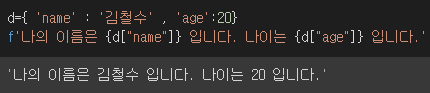 d={ 'name' : '김철수' , 'age':20}
f'나의 이름은 {d["name"]} 입니다. 나이는 {d["age"]} 입니다.'
'나의 이름은 김철수 입니다. 나이는 20 입니다.'